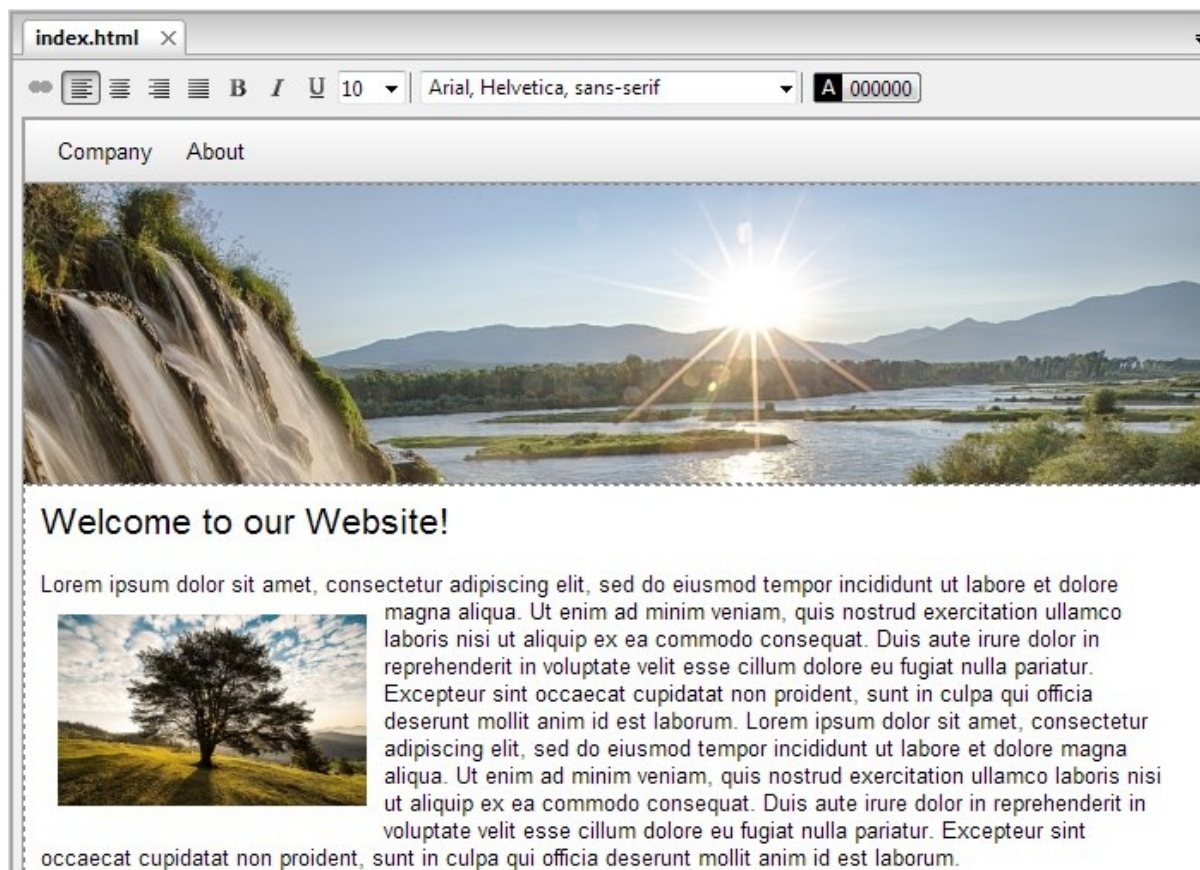 index.html
B I U 10 Arial, Helvetica, sans-serif A 000000
Company About
Welcome to our Website!
Lorem ipsum dolor sit amet, consectetur adipiscing elit, sed do eiusmod tempor incididunt ut labore et dolore
magna aliqua. Ut enim ad minim veniam, quis nostrud exercitation ullamco
laboris nisi ut aliquip ex ea commodo consequat. Duis aute irure dolor in
reprehenderit in voluptate velit esse cillum dolore eu fugiat nulla pariatur.
Excepteur sint occaecat cupidatat non proident, sunt in culpa qui officia
deserunt mollit anim id est laborum. Lorem ipsum dolor sit amet, consectetur
adipiscing elit, sed do eiusmod tempor incididunt ut labore et dolore magna
aliqua. Ut enim ad minim veniam, quis nostrud exercitation ullamco laboris nisi
ut aliquip ex ea commodo consequat. Duis aute irure dolor in reprehenderit in
voluptate velit esse cillum dolore eu fugiat nulla pariatur. Excepteur sint
occaecat cupidatat non proident, sunt in culpa qui officia deserunt mollit anim id est laborum.